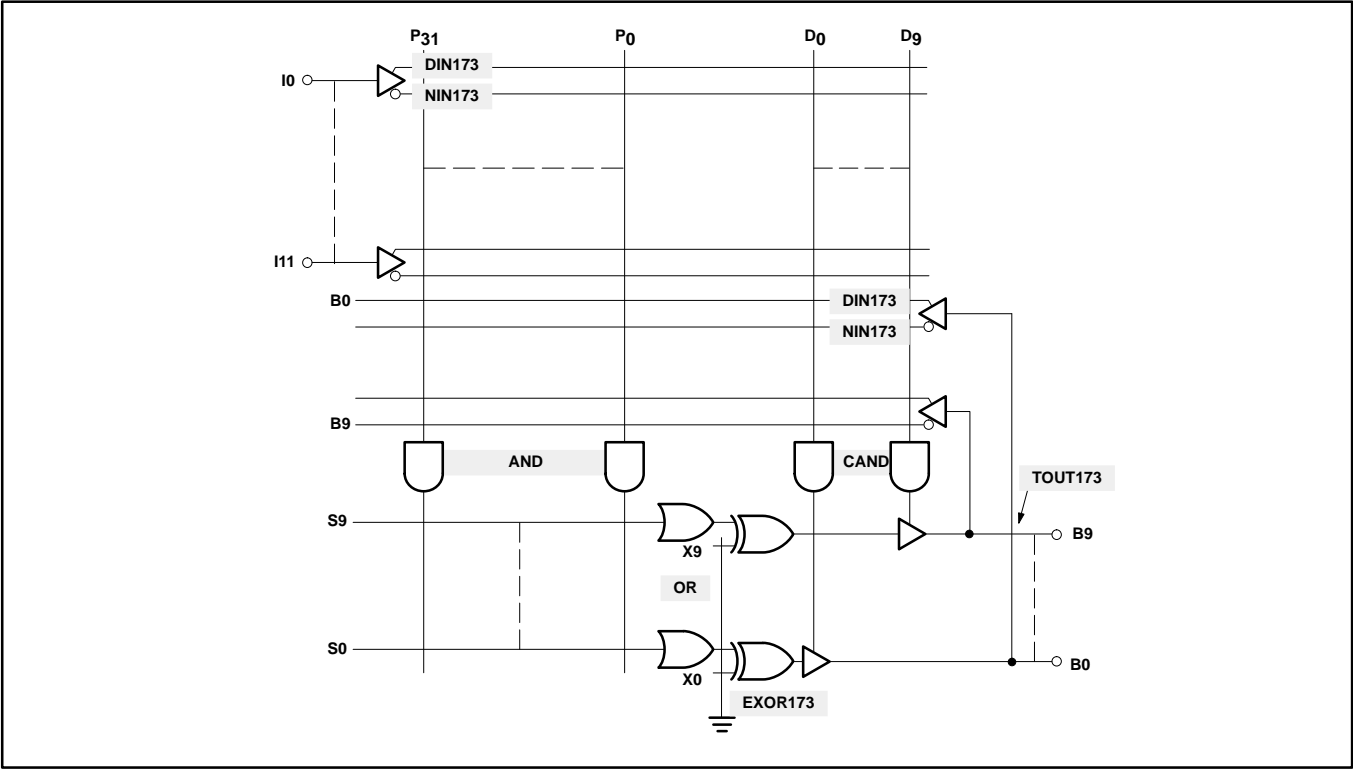 P31 P0 D0 D9
DIN173
I0
NIN173
I11
B0 DIN173
NIN173
B9
AND CAND
TOUT173
S9
B9
X9
OR
S0
B0
X0
EXOR173